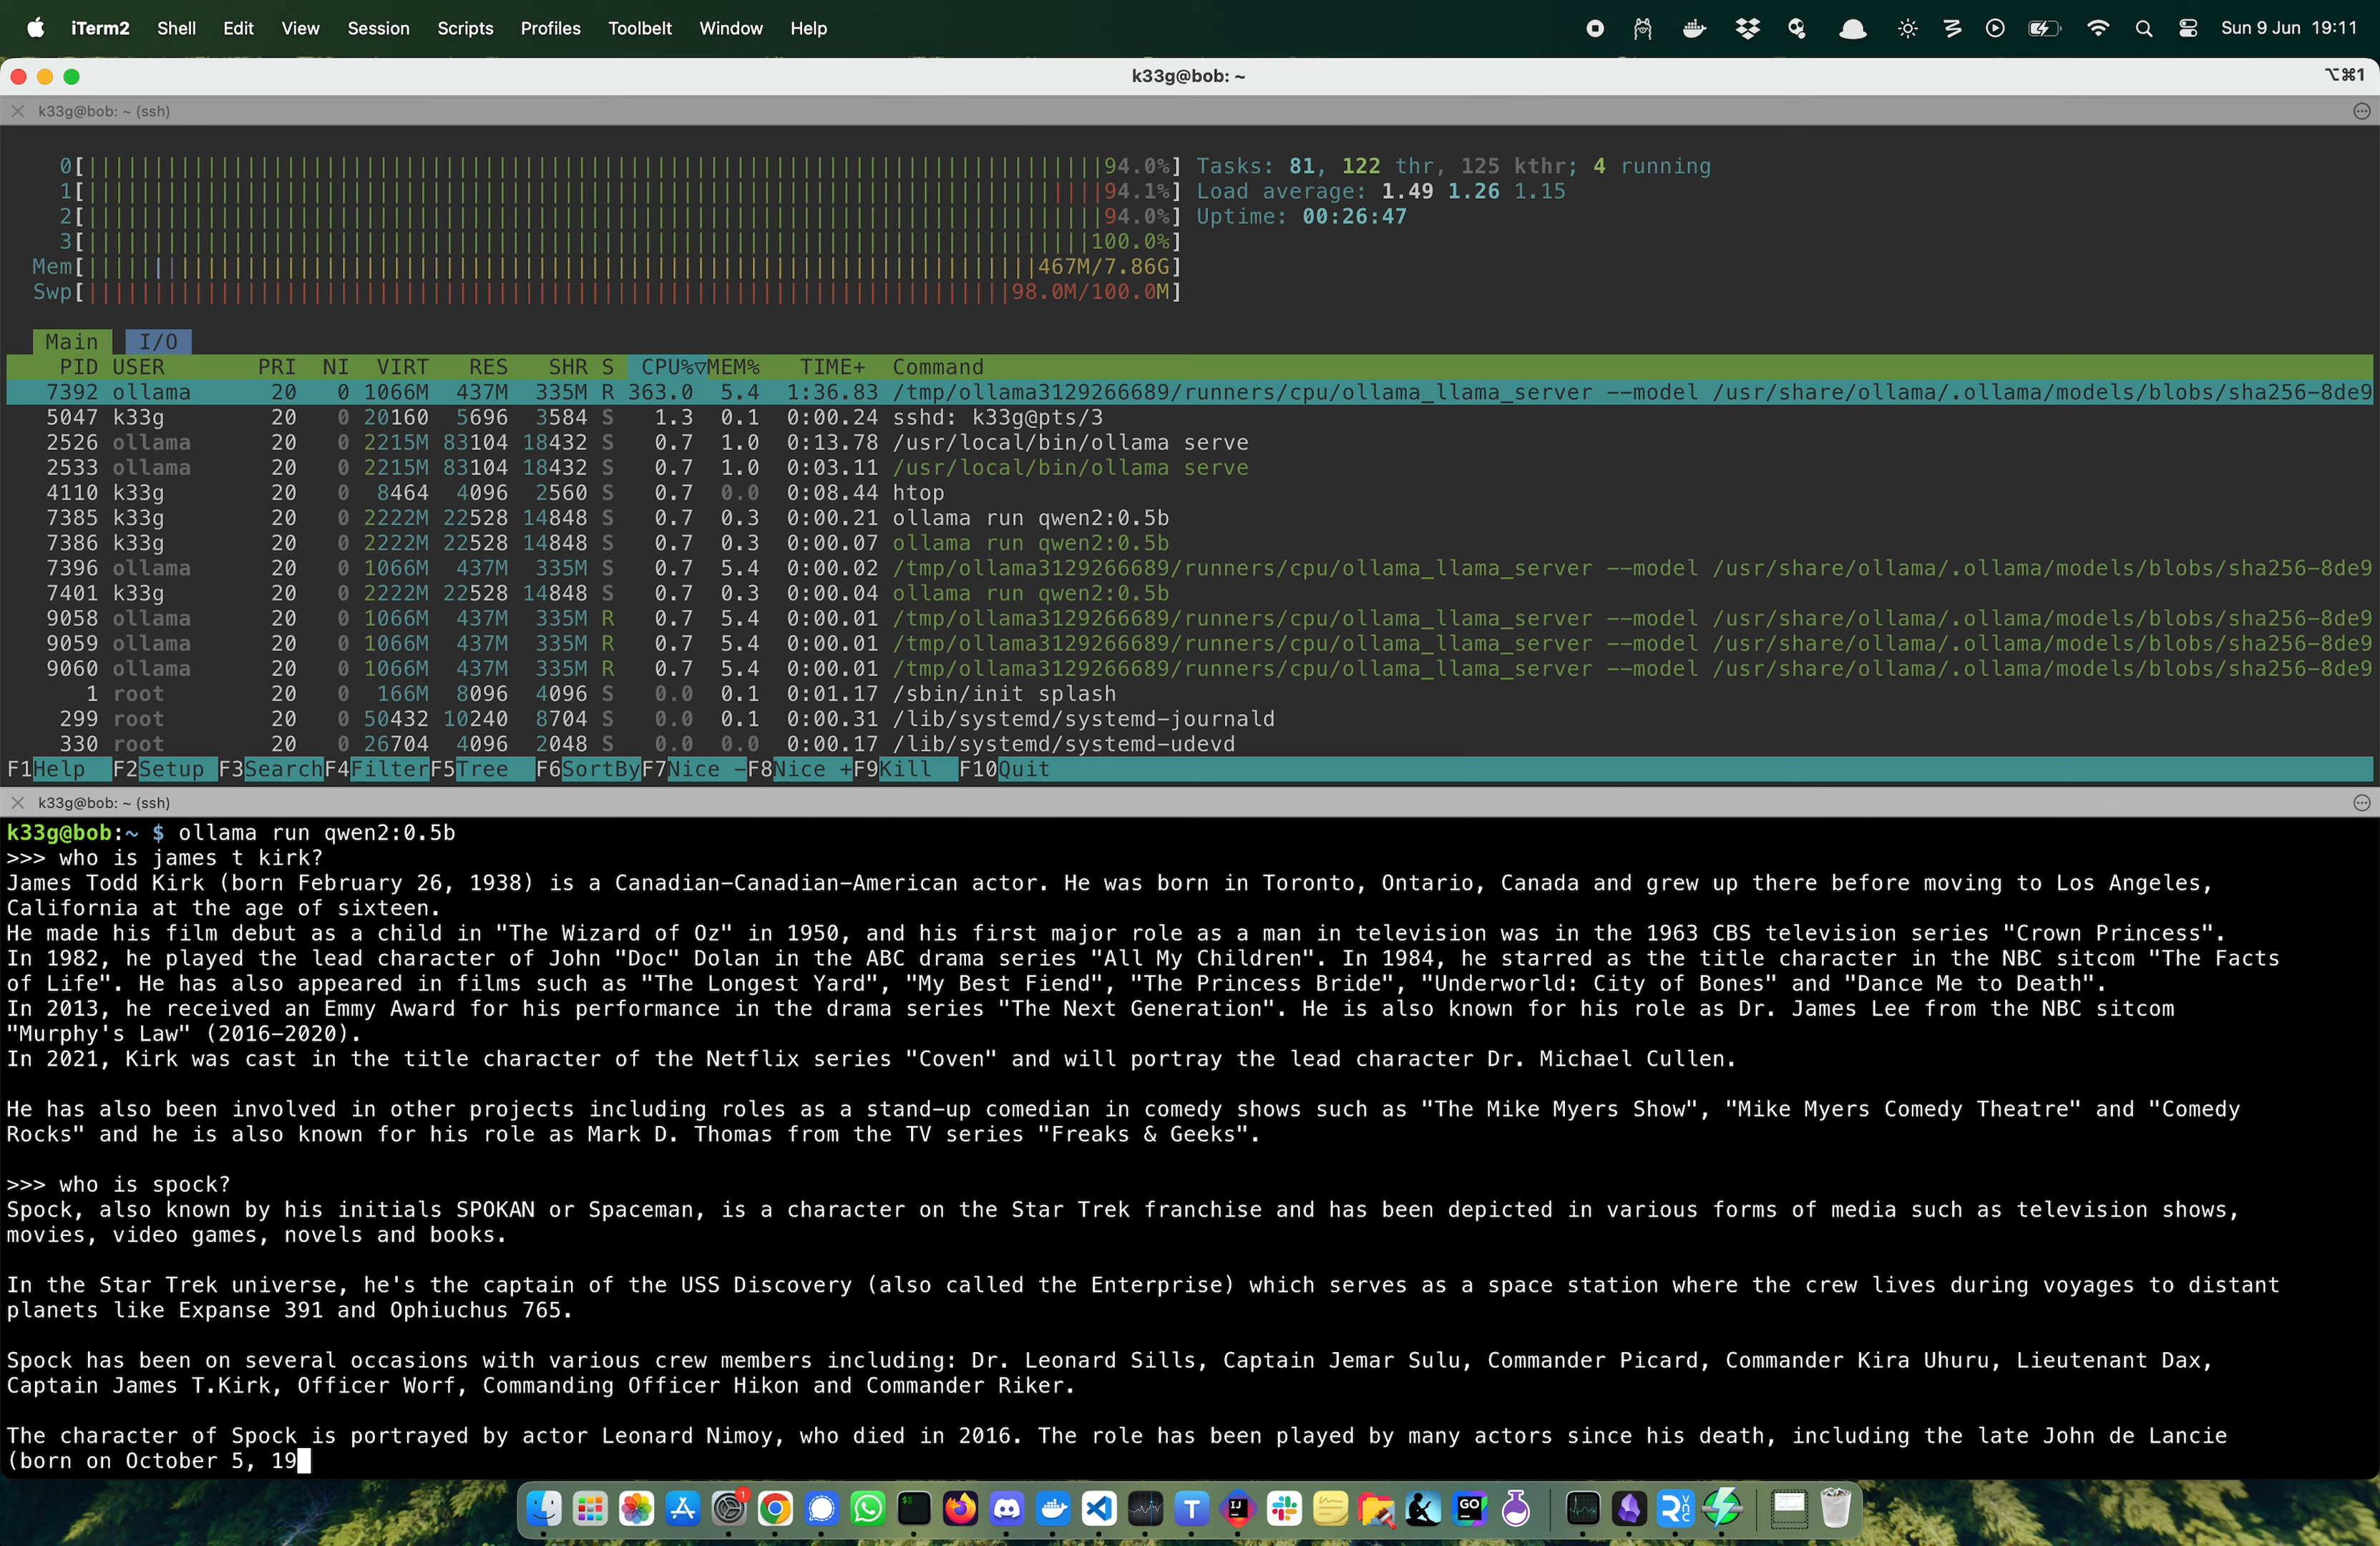 iTerm2 Shell Edit View Session Scripts Profiles Toolbelt Window Help Sun 9 Jun 19:11
k33g@bob: ~ ⌥⌘1
k33g@bob: ~ (ssh)
0[94.0%] Tasks: 81, 122 thr, 125 kthr; 4 running
1[94.1%] Load average: 1.49 1.26 1.15
2[94.0%] Uptime: 00:26:47
3[100.0%]
Mem[467M/7.86G]
Swp[98.0M/100.0M]
Main I/O
PID USER PRI NI VIRT RES SHR S CPU%▽MEM% TIME+ Command
7392 ollama 20 0 1066M 437M 335M R 363.0 5.4 1:36.83 /tmp/ollama3129266689/runners/cpu/ollama_llama_server --model /usr/share/ollama/.ollama/models/blobs/sha256-8de9
5047 k33g 20 0 20160 5696 3584 S 1.3 0.1 0:00.24 sshd: k33g@pts/3
2526 ollama 20 0 2215M 83104 18432 S 0.7 1.0 0:13.78 /usr/local/bin/ollama serve
2533 ollama 20 0 2215M 83104 18432 S 0.7 1.0 0:03.11 /usr/local/bin/ollama serve
4110 k33g 20 0 8464 4096 2560 S 0.7 0.0 0:08.44 htop
7385 k33g 20 0 2222M 22528 14848 S 0.7 0.3 0:00.21 ollama run qwen2:0.5b
7386 k33g 20 0 2222M 22528 14848 S 0.7 0.3 0:00.07 ollama run qwen2:0.5b
7396 ollama 20 0 1066M 437M 335M S 0.7 5.4 0:00.02 /tmp/ollama3129266689/runners/cpu/ollama_llama_server --model /usr/share/ollama/.ollama/models/blobs/sha256-8de9
7401 k33g 20 0 2222M 22528 14848 S 0.7 0.3 0:00.04 ollama run qwen2:0.5b
9058 ollama 20 0 1066M 437M 335M R 0.7 5.4 0:00.01 /tmp/ollama3129266689/runners/cpu/ollama_llama_server --model /usr/share/ollama/.ollama/models/blobs/sha256-8de9
9059 ollama 20 0 1066M 437M 335M R 0.7 5.4 0:00.01 /tmp/ollama3129266689/runners/cpu/ollama_llama_server --model /usr/share/ollama/.ollama/models/blobs/sha256-8de9
9060 ollama 20 0 1066M 437M 335M R 0.7 5.4 0:00.01 /tmp/ollama3129266689/runners/cpu/ollama_llama_server --model /usr/share/ollama/.ollama/models/blobs/sha256-8de9
1 root 20 0 166M 8096 4096 S 0.0 0.1 0:01.17 /sbin/init splash
299 root 20 0 50432 10240 8704 S 0.0 0.1 0:00.31 /lib/systemd/systemd-journald
330 root 20 0 26704 4096 2048 S 0.0 0.0 0:00.17 /lib/systemd/systemd-udevd
F1Help F2Setup F3SearchF4FilterF5Tree F6SortByF7Nice -F8Nice +F9Kill F10Quit
k33g@bob: ~ (ssh)
k33g@bob:~ $ ollama run qwen2:0.5b
>>> who is james t kirk?
James Todd Kirk (born February 26, 1938) is a Canadian-Canadian-American actor. He was born in Toronto, Ontario, Canada and grew up there before moving to Los Angeles,
California at the age of sixteen.
He made his film debut as a child in "The Wizard of Oz" in 1950, and his first major role as a man in television was in the 1963 CBS television series "Crown Princess".
In 1982, he played the lead character of John "Doc" Dolan in the ABC drama series "All My Children". In 1984, he starred as the title character in the NBC sitcom "The Facts
of Life". He has also appeared in films such as "The Longest Yard", "My Best Fiend", "The Princess Bride", "Underworld: City of Bones" and "Dance Me to Death".
In 2013, he received an Emmy Award for his performance in the drama series "The Next Generation". He is also known for his role as Dr. James Lee from the NBC sitcom
"Murphy's Law" (2016-2020).
In 2021, Kirk was cast in the title character of the Netflix series "Coven" and will portray the lead character Dr. Michael Cullen.
He has also been involved in other projects including roles as a stand-up comedian in comedy shows such as "The Mike Myers Show", "Mike Myers Comedy Theatre" and "Comedy
Rocks" and he is also known for his role as Mark D. Thomas from the TV series "Freaks & Geeks".
>>> who is spock?
Spock, also known by his initials SPOKAN or Spaceman, is a character on the Star Trek franchise and has been depicted in various forms of media such as television shows,
movies, video games, novels and books.
In the Star Trek universe, he's the captain of the USS Discovery (also called the Enterprise) which serves as a space station where the crew lives during voyages to distant
planets like Expanse 391 and Ophiuchus 765.
Spock has been on several occasions with various crew members including: Dr. Leonard Sills, Captain Jemar Sulu, Commander Picard, Commander Kira Uhuru, Lieutenant Dax,
Captain James T.Kirk, Officer Worf, Commanding Officer Hikon and Commander Riker.
The character of Spock is portrayed by actor Leonard Nimoy, who died in 2016. The role has been played by many actors since his death, including the late John de Lancie
(born on October 5, 19